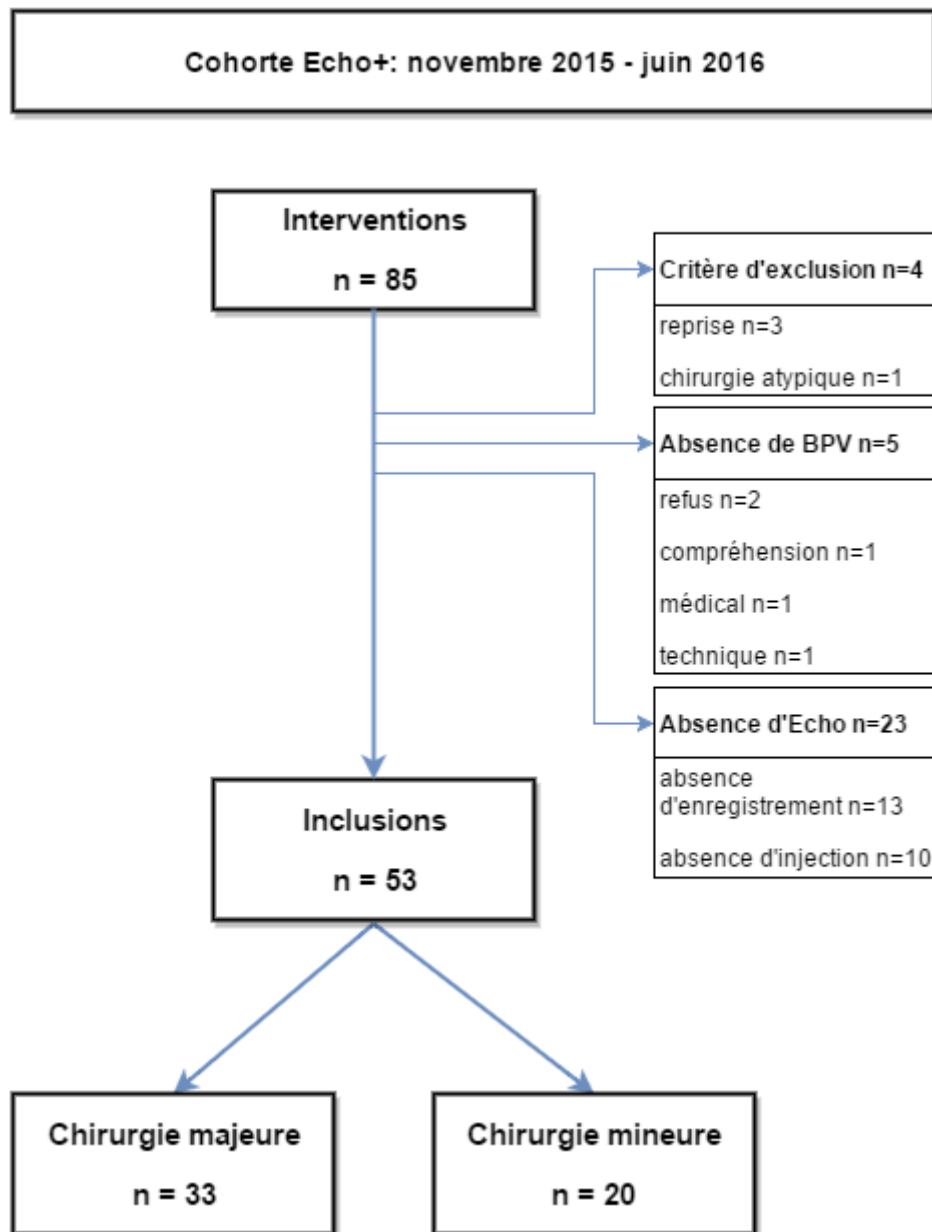 Cohorte Echo+: novembre 2015 - juin 2016
Interventions
n = 85
Critère d'exclusion n=4
reprise n=3
chirurgie atypique n=1
Absence de BPV n=5
refus n=2
compréhension n=1
médical n=1
technique n=1
Absence d'Echo n=23
absence
d'enregistrement n=13
absence d'injection n=10
Inclusions
n = 53
Chirurgie majeure
n = 33
Chirurgie mineure
n = 20